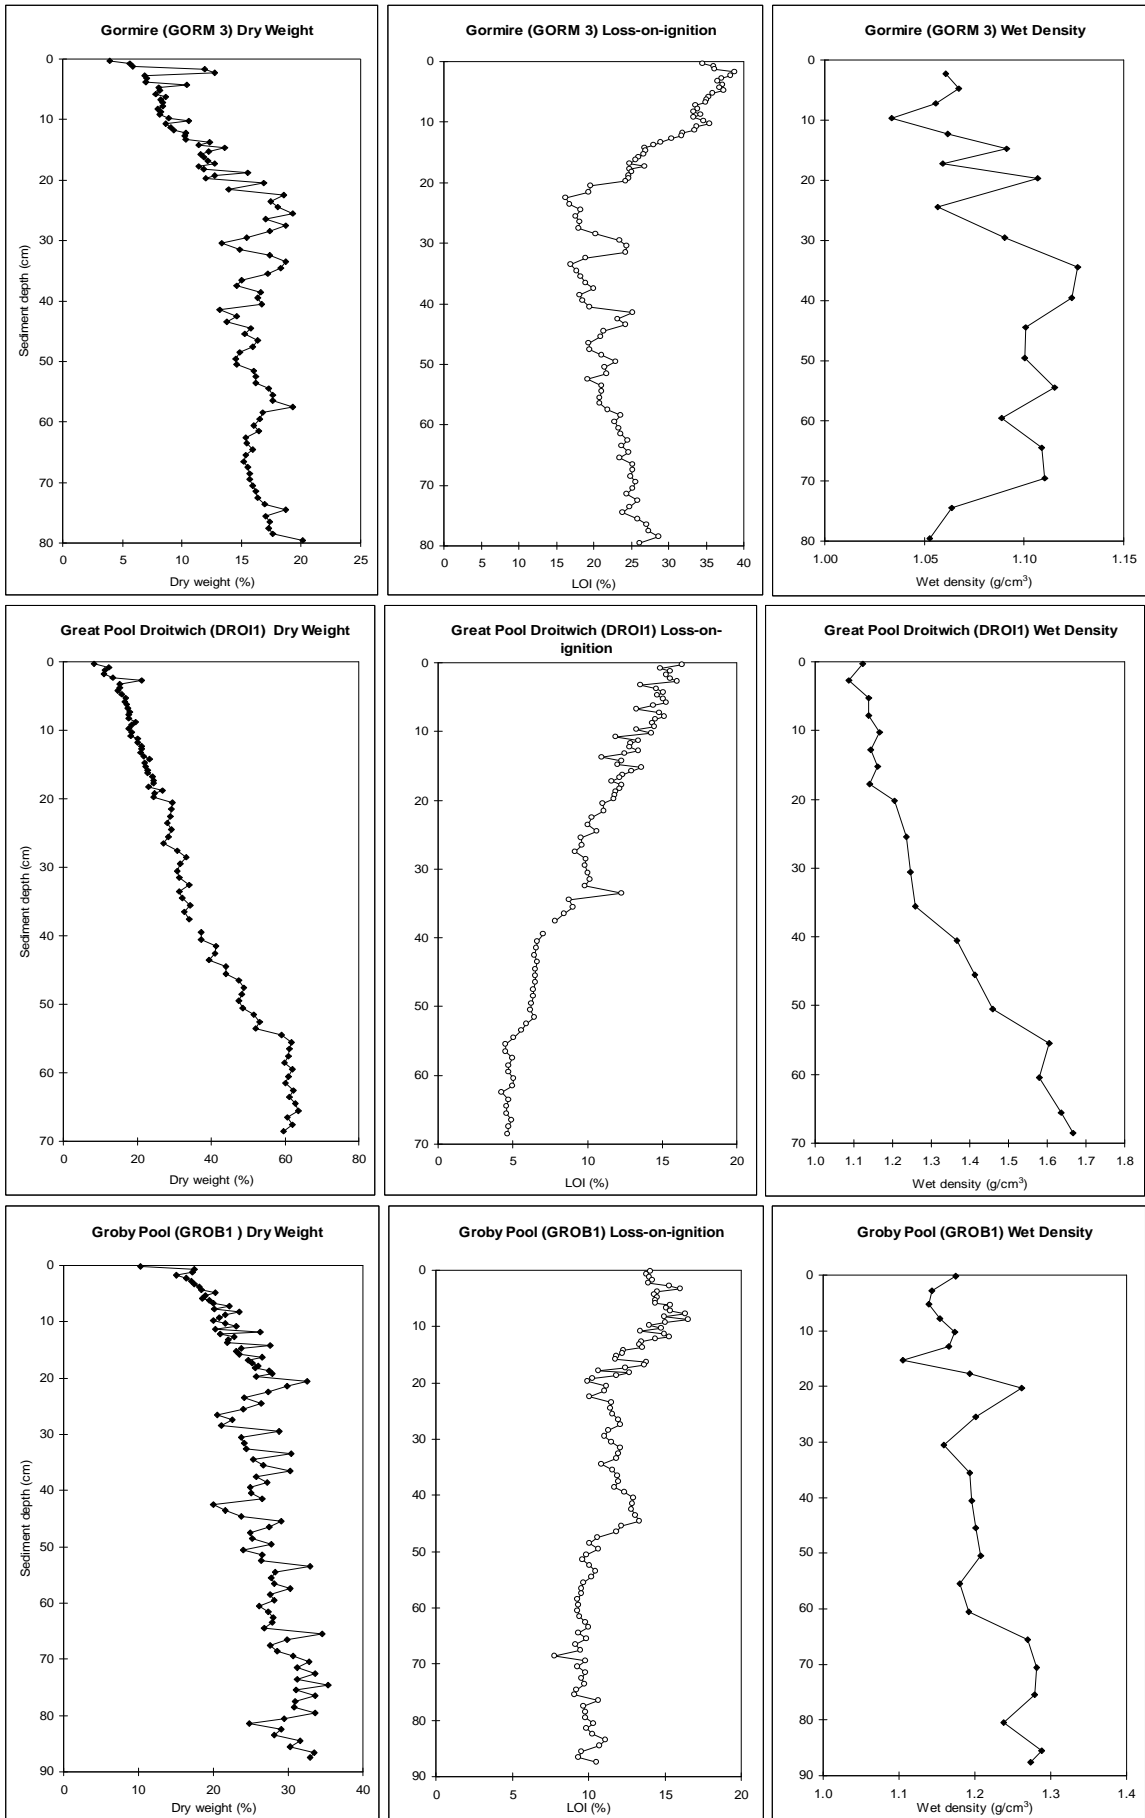 Gormire (GORM 3) Dry Weight
0
10
20
30
40
50
60
70
80
Sediment depth (cm)
0 5 10 15 20 25
Dry weight (%)
Gormire (GORM 3) Loss-on-ignition
0
10
20
30
40
50
60
70
80
0 5 10 15 20 25 30 35 40
LOI (%)
Gormire (GORM 3) Wet Density
0
10
20
30
40
50
60
70
80
1.00 1.05 1.10 1.15
Wet density (g/cm³)
Great Pool Droitwich (DROI1) Dry Weight
0
10
20
30
40
50
60
70
Sediment depth (cm)
0 20 40 60 80
Dry weight (%)
Great Pool Droitwich (DROI1) Loss-on-
ignition
0
10
20
30
40
50
60
70
0 5 10 15 20
LOI (%)
Great Pool Droitwich (DROI1) Wet Density
0
10
20
30
40
50
60
70
1.0 1.1 1.2 1.3 1.4 1.5 1.6 1.7 1.8
Wet density (g/cm³)
Groby Pool (GROB1 ) Dry Weight
0
10
20
30
40
50
60
70
80
90
Sediment depth (cm)
0 10 20 30 40
Dry weight (%)
Groby Pool (GROB1) Loss-on-ignition
0
10
20
30
40
50
60
70
80
90
0 5 10 15 20
LOI (%)
Groby Pool (GROB1) Wet Density
0
10
20
30
40
50
60
70
80
90
1.0 1.1 1.2 1.3 1.4
Wet density (g/cm³)